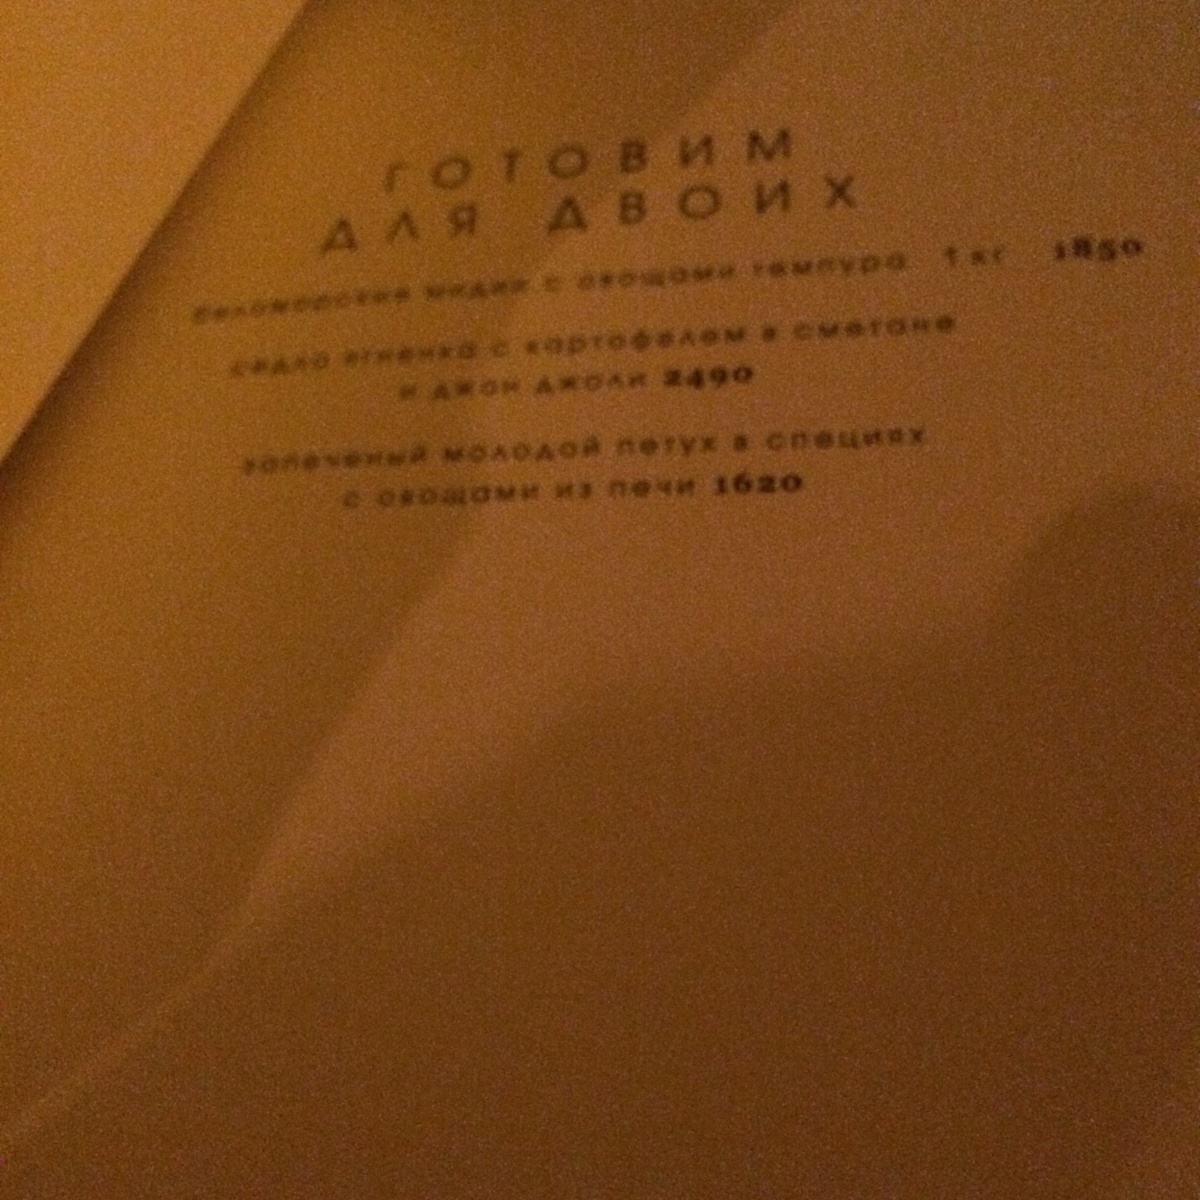 ГОТОВИМ
ДЛЯ ДВОИХ
беломорские мидии с овощами темпура 1 кг 1850
седло ягненка с картофелем в сметане
и джон джоли 2490
запеченый молодой петух в специях
с овощами из печи 1620